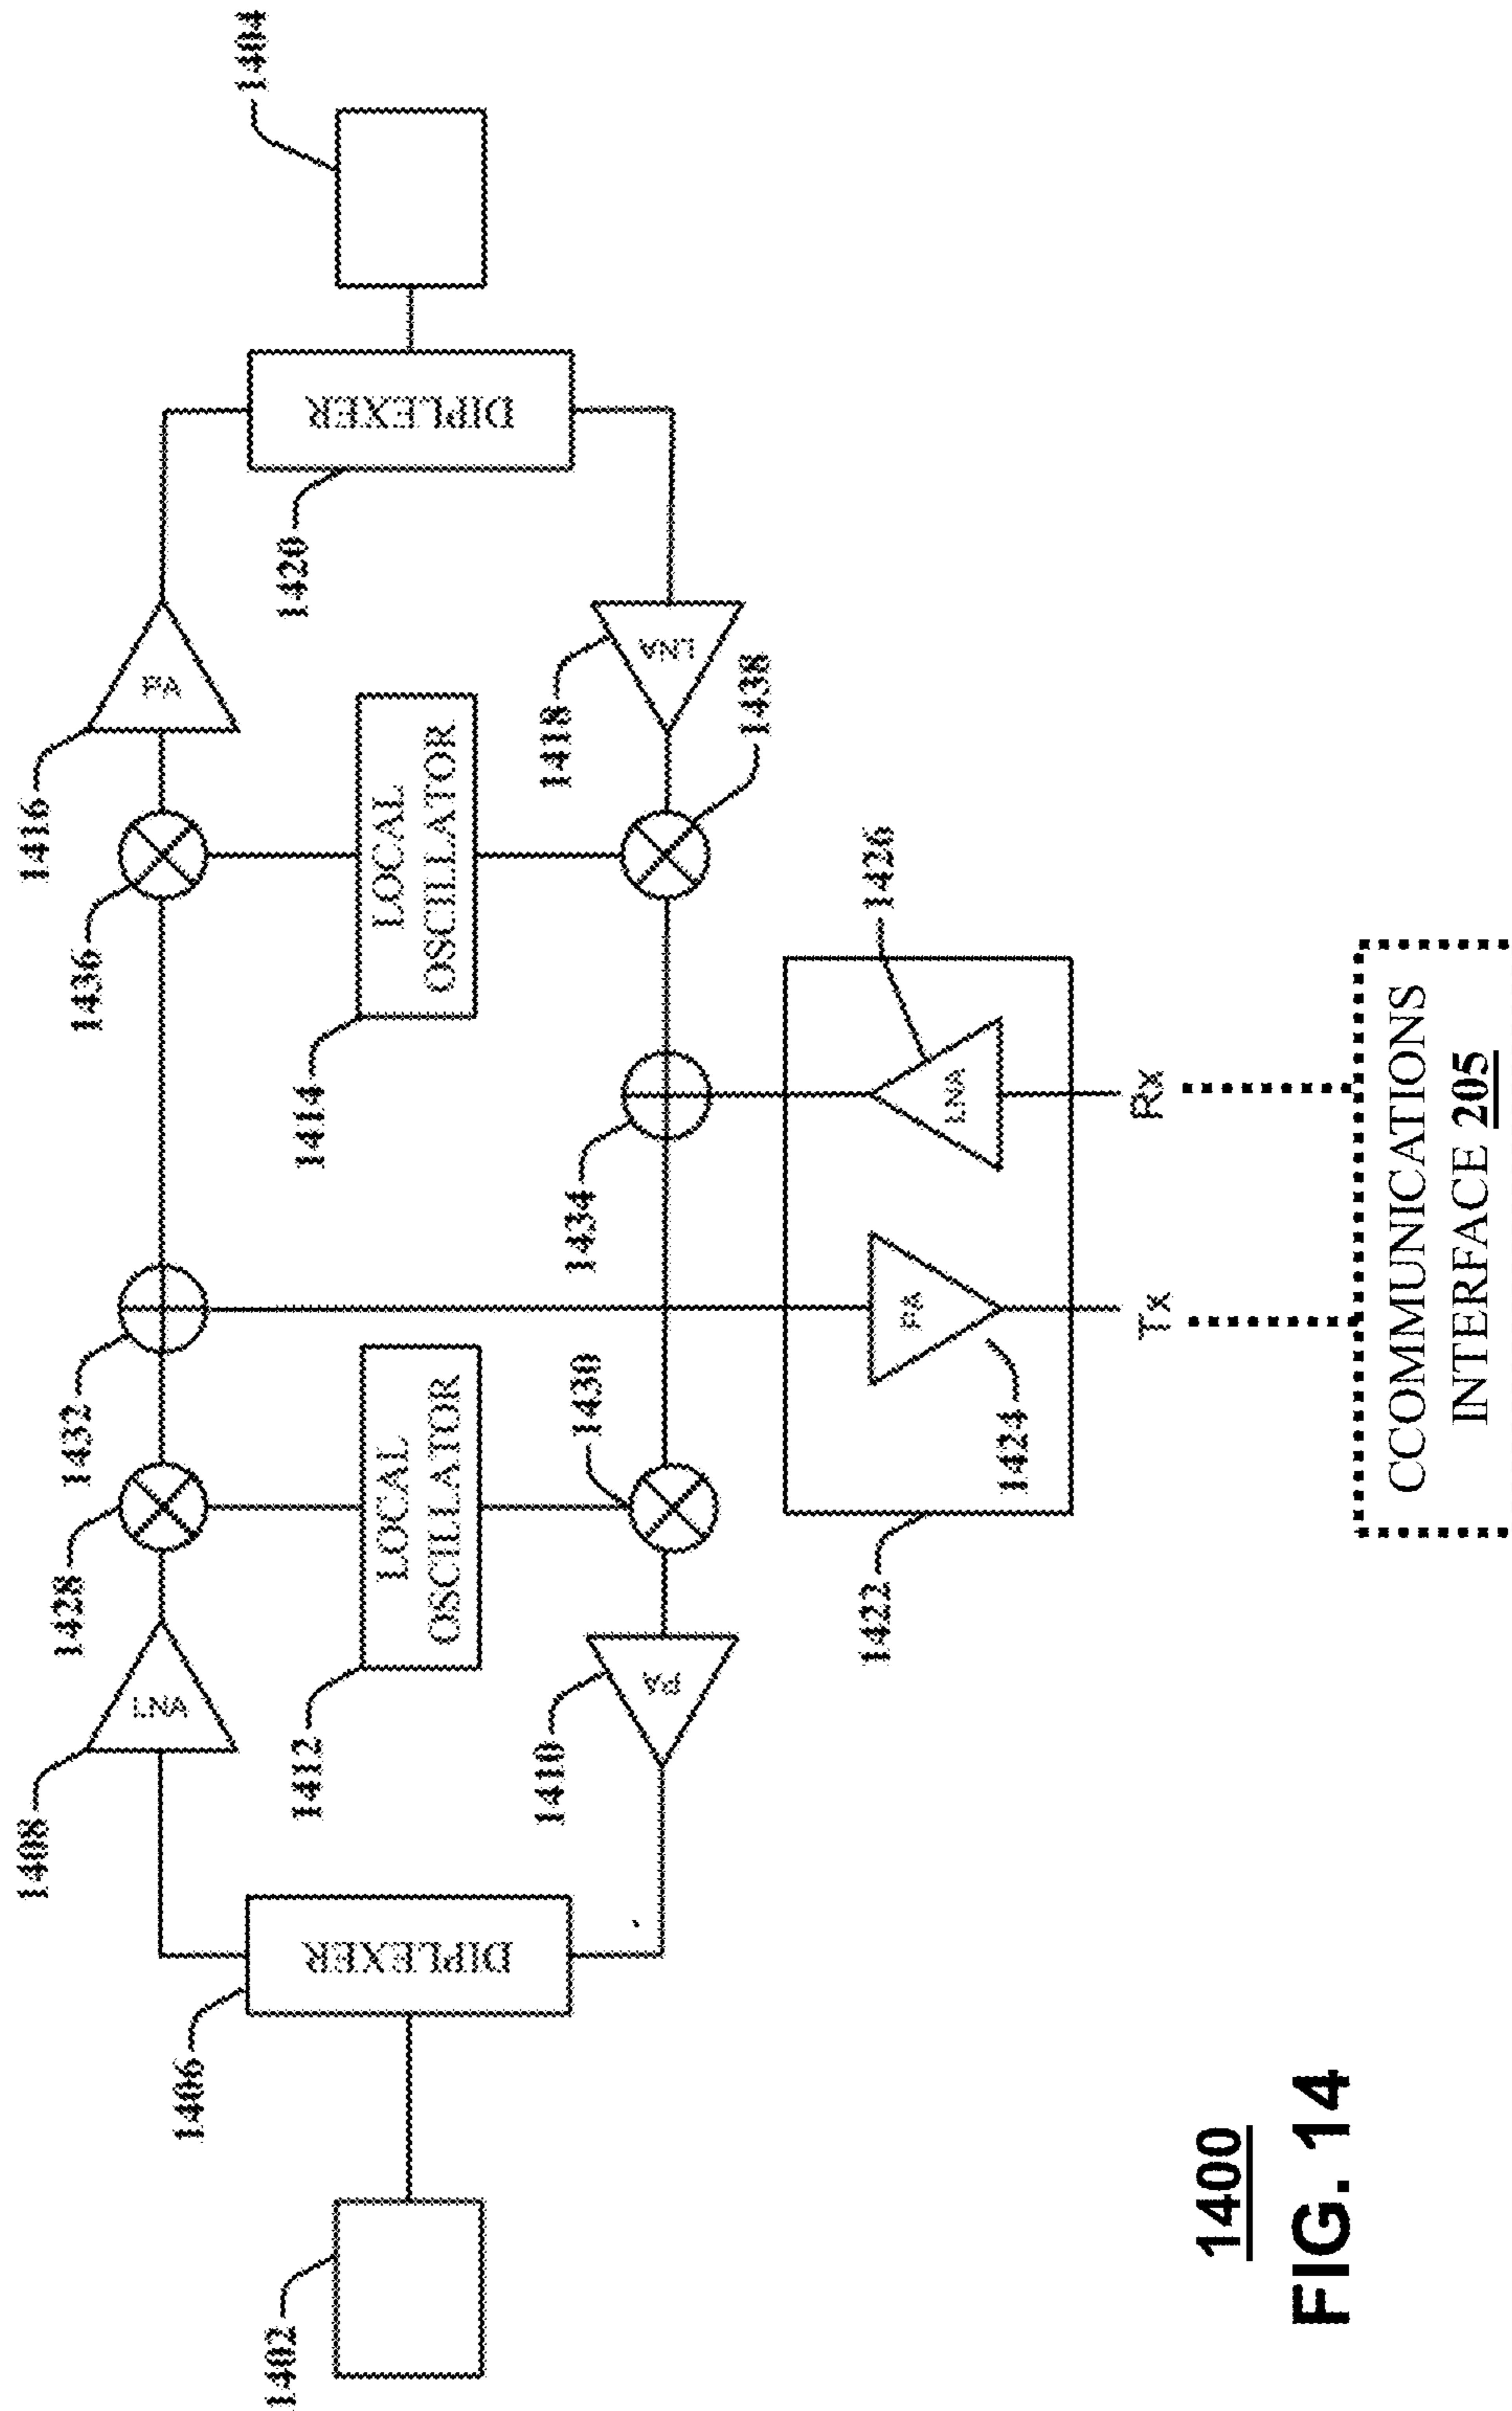 1404
1416
PA
DIPLEXER
1420
1436
LOCAL
OSCILLATOR
1414
LNA
1418
1438
1432
1434
1426
LNA
Rx
1428
LOCAL
OSCILLATOR
1412
1430
PA
1424
Tx
1422
CCOMMUNICATIONS
INTERFACE 205
1408
LNA
PA
1410
DIPLEXER
1406
1402
1400
FIG. 14